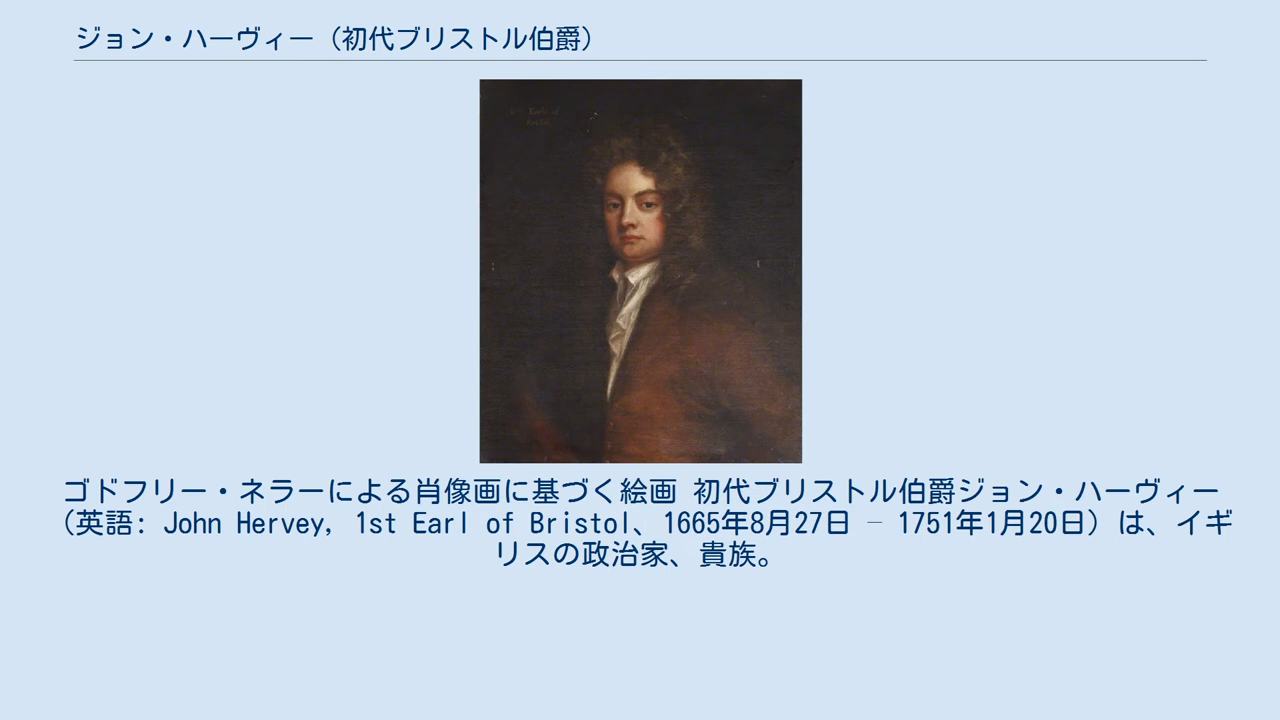 ジョン・ハーヴィー（初代ブリストル伯爵）
ゴドフリー・ネラーによる肖像画に基づく絵画 初代ブリストル伯爵ジョン・ハーヴィー
（英語: John Hervey, 1st Earl of Bristol、1665年8月27日 – 1751年1月20日）は、イギ
リスの政治家、貴族。